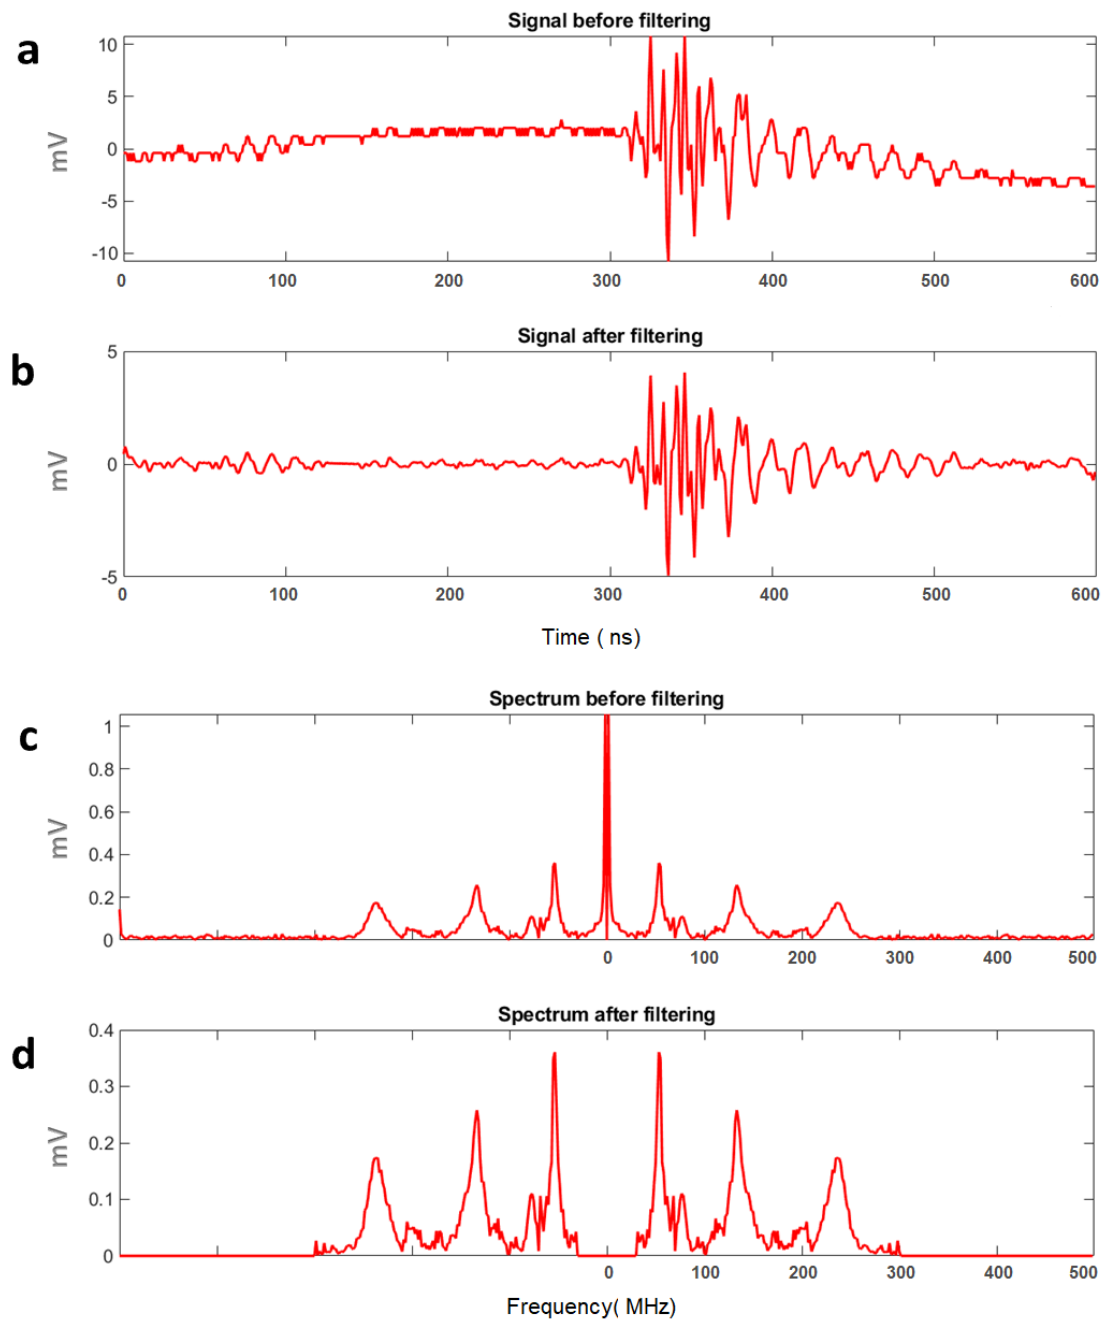 Signal before filtering
a
10
5
0
-5
-10
mV
0 100 200 300 400 500 600
Signal after filtering
b
5
0
-5
mV
0 100 200 300 400 500 600
Time ( ns)
Spectrum before filtering
c
1
0.8
0.6
0.4
0.2
0
mV
0 100 200 300 400 500
Spectrum after filtering
d
0.4
0.3
0.2
0.1
0
mV
0 100 200 300 400 500
Frequency( MHz)